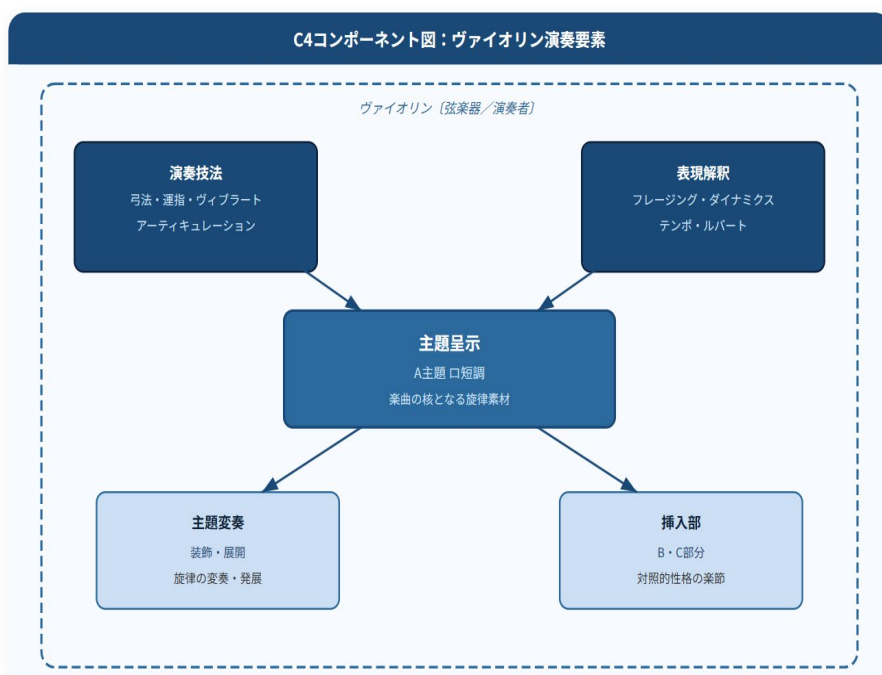 C4コンポーネント図：ヴァイオリン演奏要素
ヴァイオリン〔弦楽器／演奏者〕
演奏技法
弓法・運指・ヴィブラート
アーティキュレーション
表現解釈
フレージング・ダイナミクス
テンポ・ルバート
主題呈示
A主題 ロ短調
楽曲の核となる旋律素材
主題変奏
装飾・展開
旋律の変奏・発展
挿入部
B・C部分
対照的性格の楽節